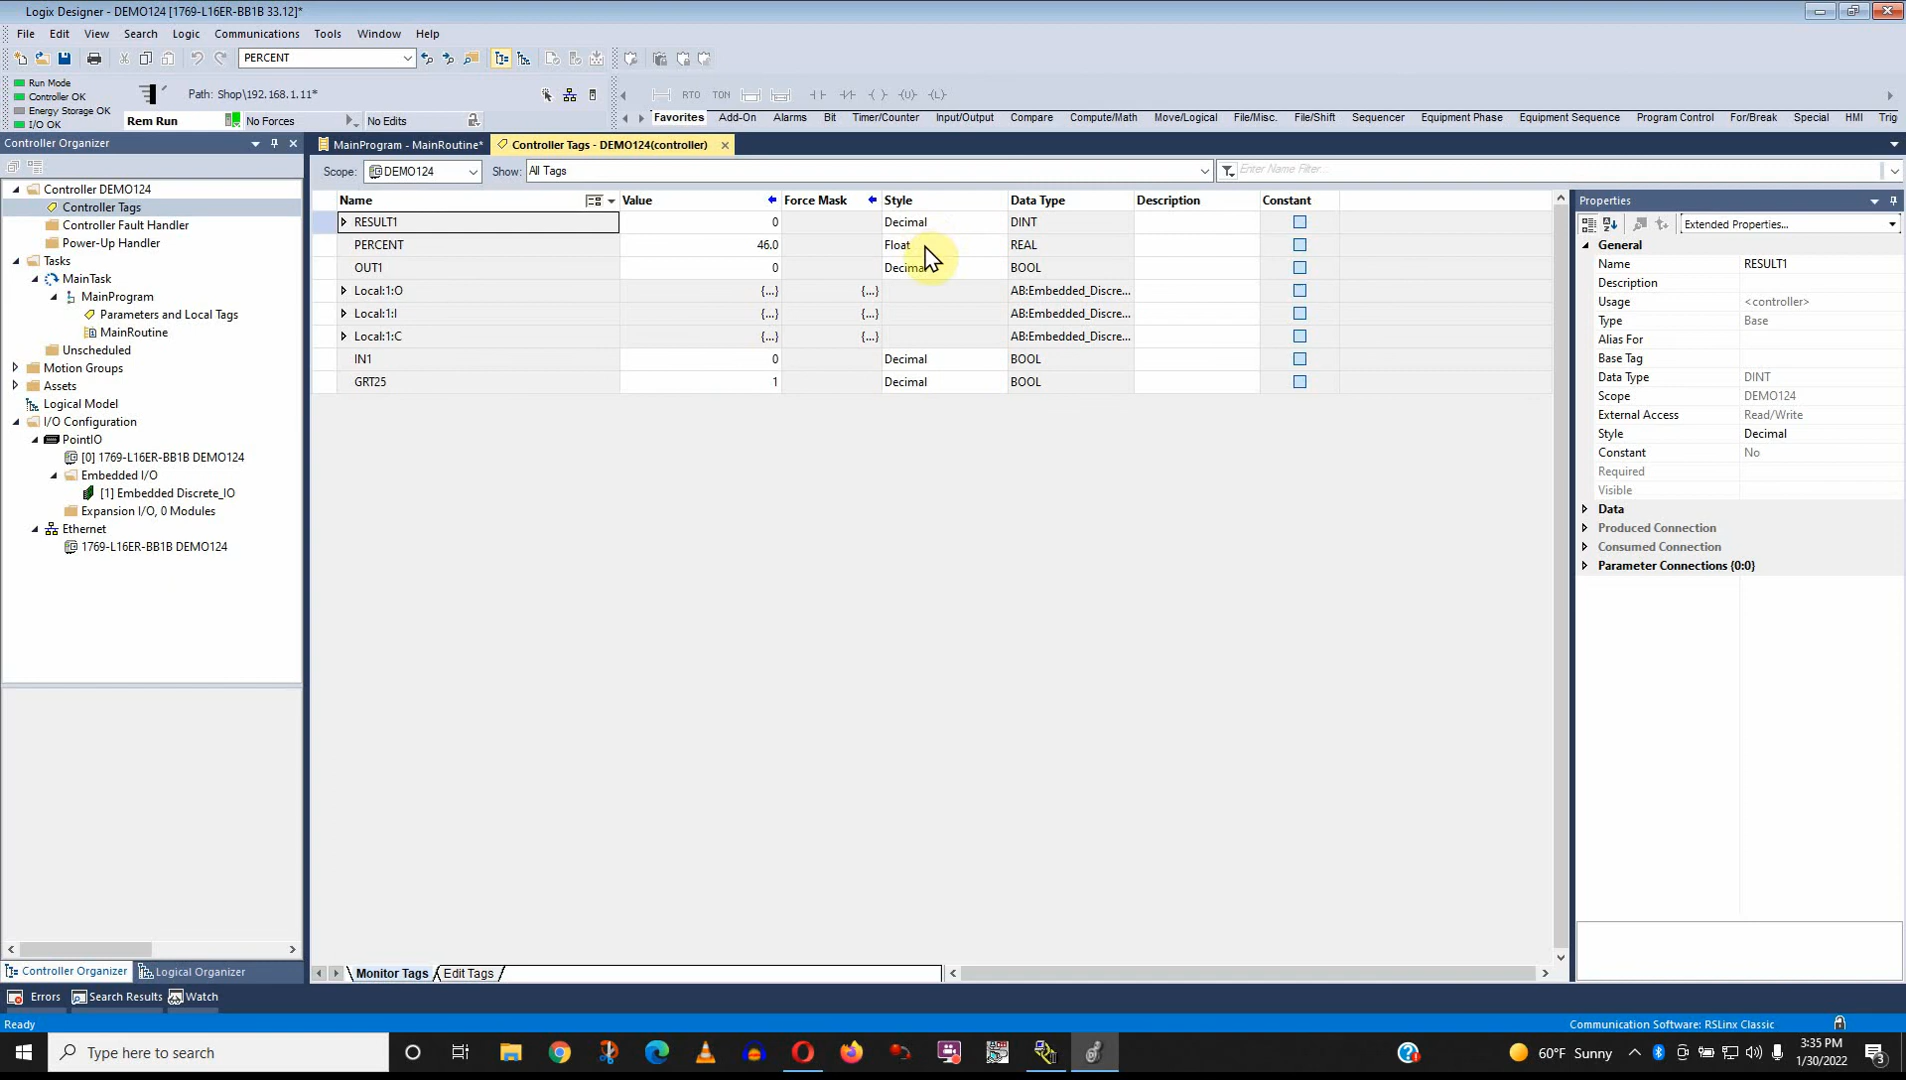 Logix Designer - DEMO124 [1769-L16ER-BB1B 33.12]*
File Edit View Search Logic Communications Tools Window Help
PERCENT
Run Mode
Controller OK
Energy Storage OK
I/O OK
Path: Shop\192.168.1.11*
Rem Run No Forces No Edits
RTO TON
Favorites Add-On Alarms Bit Timer/Counter Input/Output Compare Compute/Math Move/Logical File/Misc. File/Shift Sequencer Equipment Phase Equipment Sequence Program Control For/Break Special HMI Trig
Controller Organizer
MainProgram - MainRoutine* Controller Tags - DEMO124(controller)
Scope: DEMO124 Show: All Tags Enter Name Filter...
Controller DEMO124
Controller Tags
Controller Fault Handler
Power-Up Handler
Tasks
MainTask
MainProgram
Parameters and Local Tags
MainRoutine
Unscheduled
Motion Groups
Assets
Logical Model
I/O Configuration
PointIO
[0] 1769-L16ER-BB1B DEMO124
Embedded I/O
[1] Embedded Discrete_IO
Expansion I/O, 0 Modules
Ethernet
1769-L16ER-BB1B DEMO124
Name Value Force Mask Style Data Type Description Constant
RESULT1 0 Decimal DINT
PERCENT 46.0 Float REAL
OUT1 0 Decimal BOOL
Local:1:O {...} {...} AB:Embedded_Discre...
Local:1:I {...} {...} AB:Embedded_Discre...
Local:1:C {...} {...} AB:Embedded_Discre...
IN1 0 Decimal BOOL
GRT25 1 Decimal BOOL
Properties
Extended Properties...
General
Name RESULT1
Description
Usage <controller>
Type Base
Alias For
Base Tag
Data Type DINT
Scope DEMO124
External Access Read/Write
Style Decimal
Constant No
Required
Visible
Data
Produced Connection
Consumed Connection
Parameter Connections {0:0}
Controller Organizer Logical Organizer
Monitor Tags Edit Tags
Errors Search Results Watch
Ready Communication Software: RSLinx Classic
Type here to search
60°F Sunny
3:35 PM
1/30/2022
3